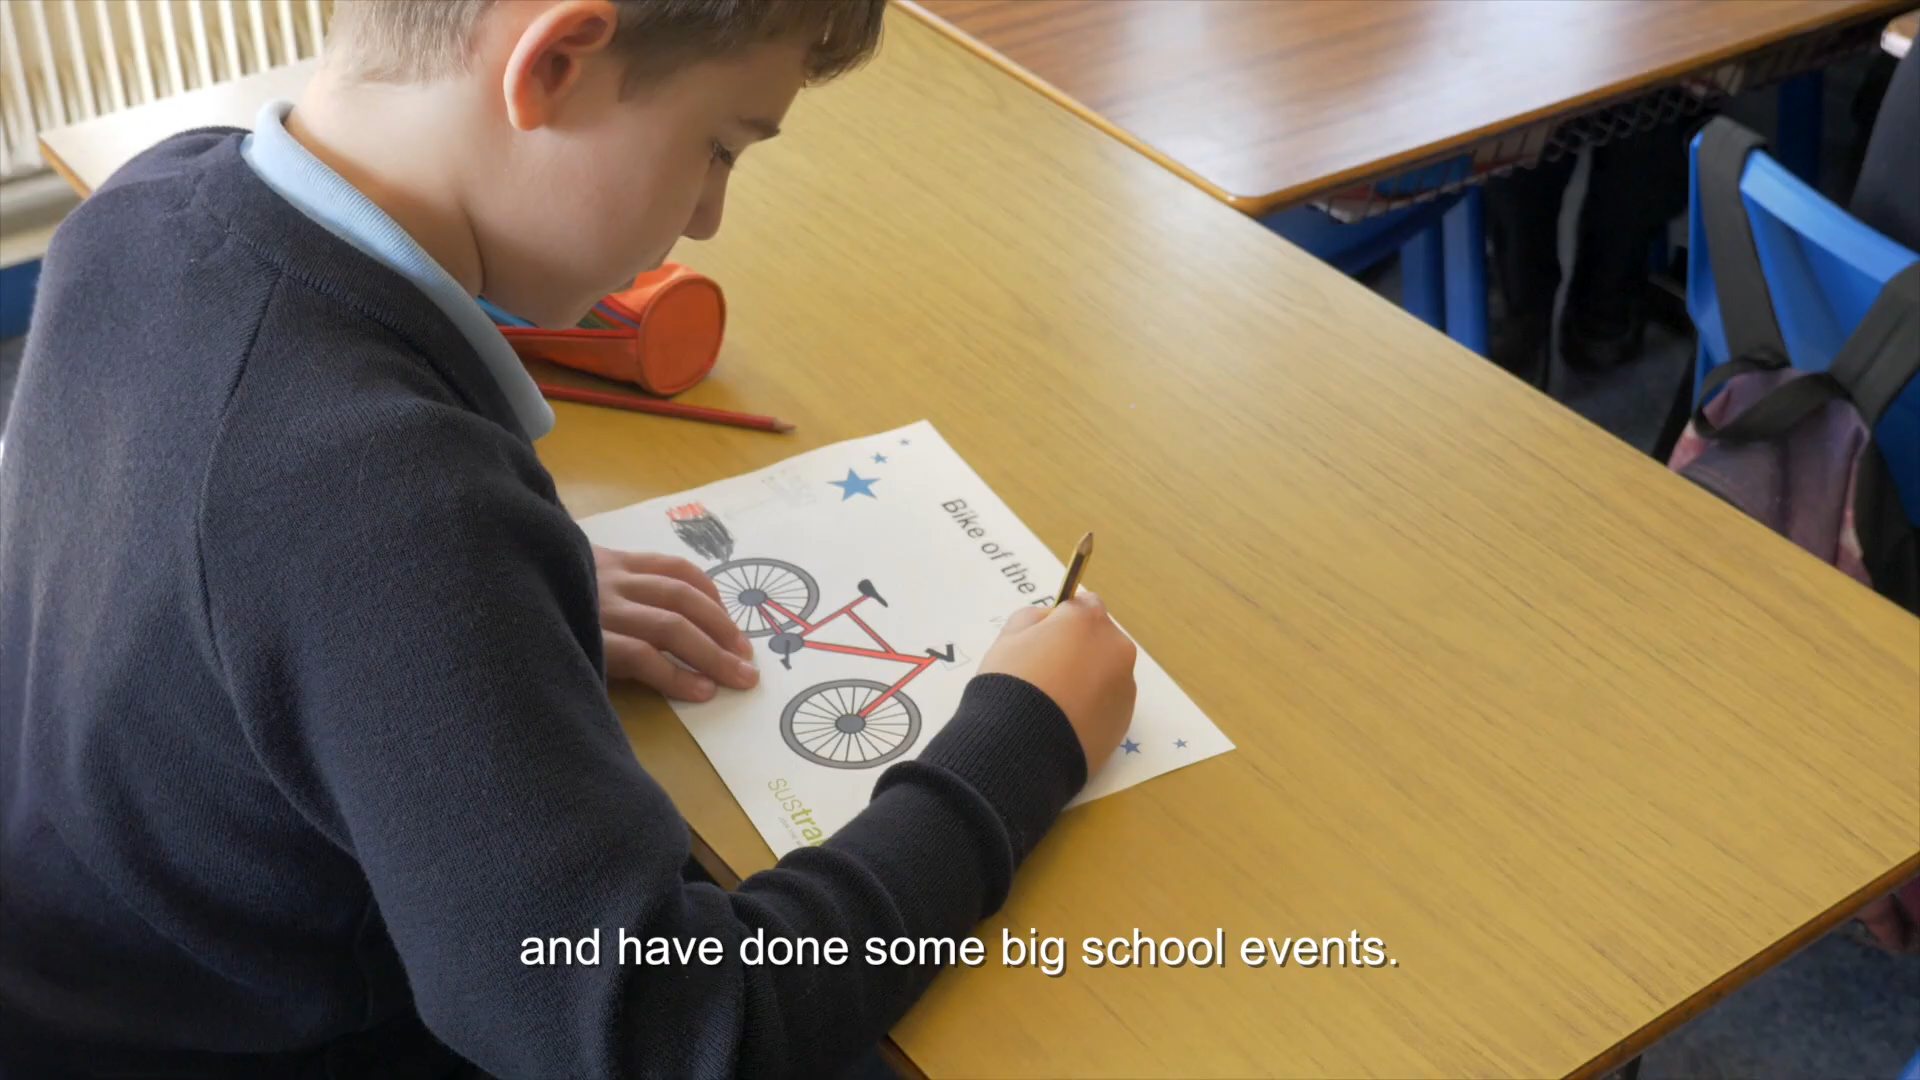 Bike of the
sustra
and have done some big school events.